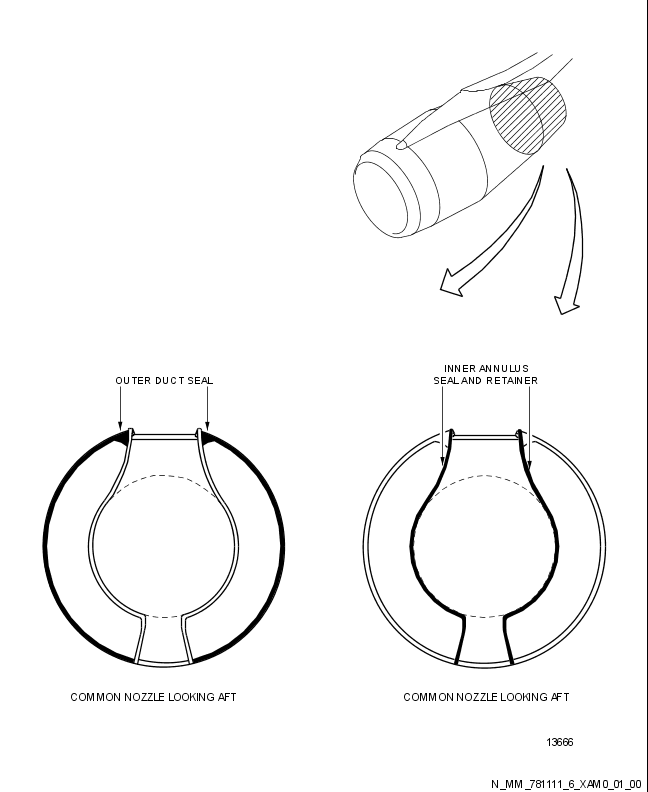 OUTER DUCT SEAL
INNER ANNULUS
SEAL AND RETAINER
COMMON NOZZLE LOOKING AFT
COMMON NOZZLE LOOKING AFT
13666
N_MM_781111_6_XAM0_01_00